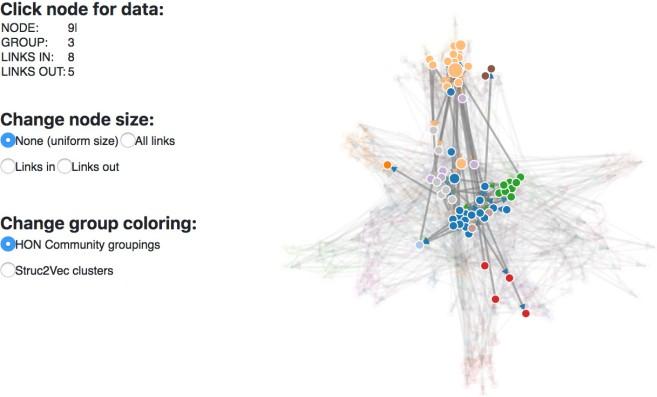 Click node for data:
NODE: 9l
GROUP: 3
LINKS IN: 8
LINKS OUT: 5
Change node size:
None (uniform size) All links
Links in Links out
Change group coloring:
HON Community groupings
Struc2Vec clusters